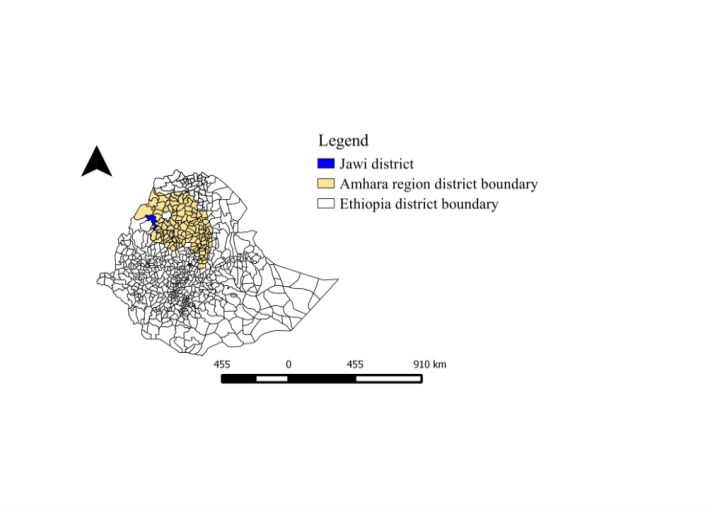 Legend
Jawi district
Amhara region district boundary
Ethiopia district boundary
455 0 455 910 km